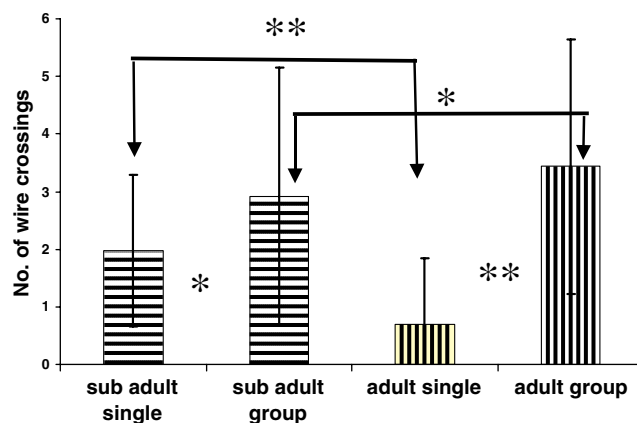 6
**
5
*
4
3
2
*
**
1
0
No. of wire crossings
sub adult single
sub adult group
adult single
adult group